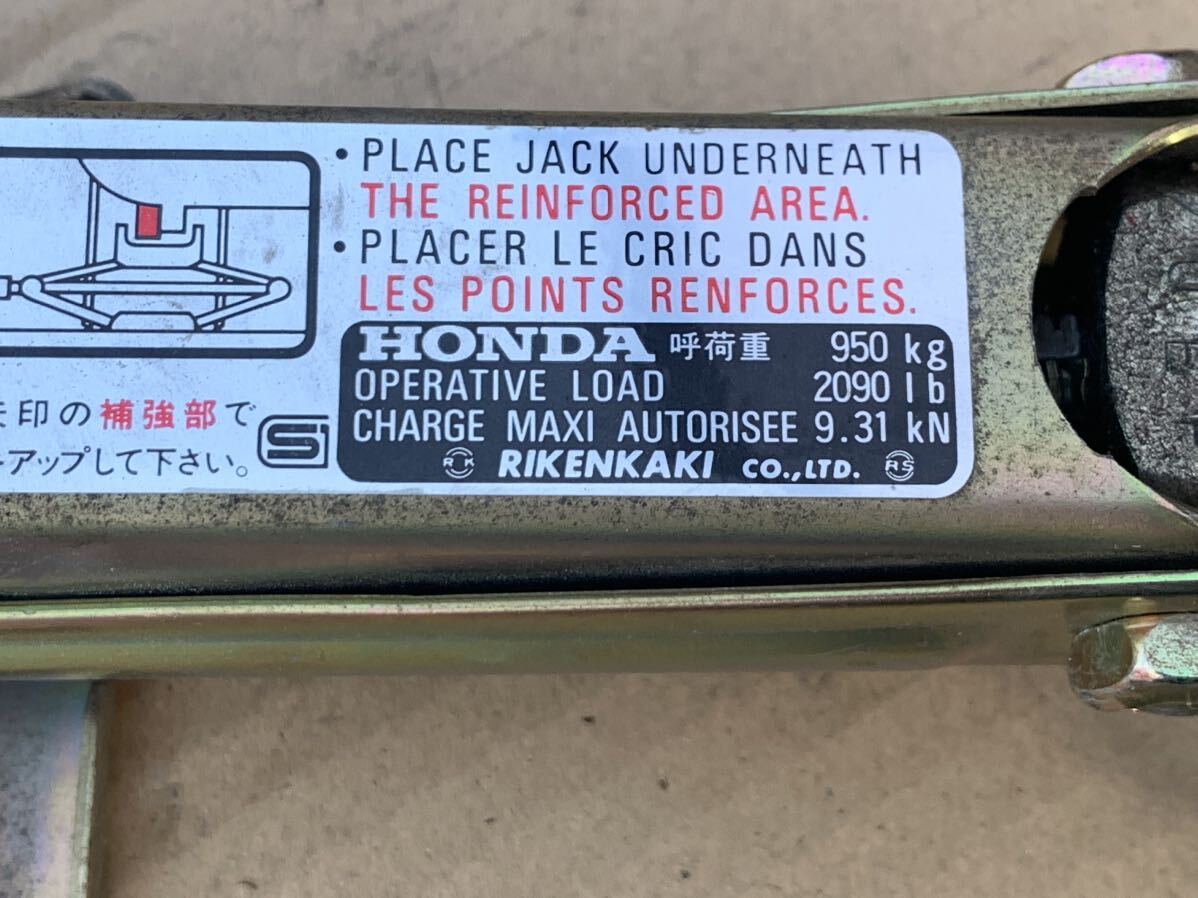 • PLACE JACK UNDERNEATH
THE REINFORCED AREA.
• PLACER LE CRIC DANS
LES POINTS RENFORCES.
HONDA 呼荷重 950 kg
OPERATIVE LOAD 2090 lb
CHARGE MAXI AUTORISEE 9.31 kN
RK RIKENKAKI CO.,LTD. RS
印の補強部で
アップして下さい。